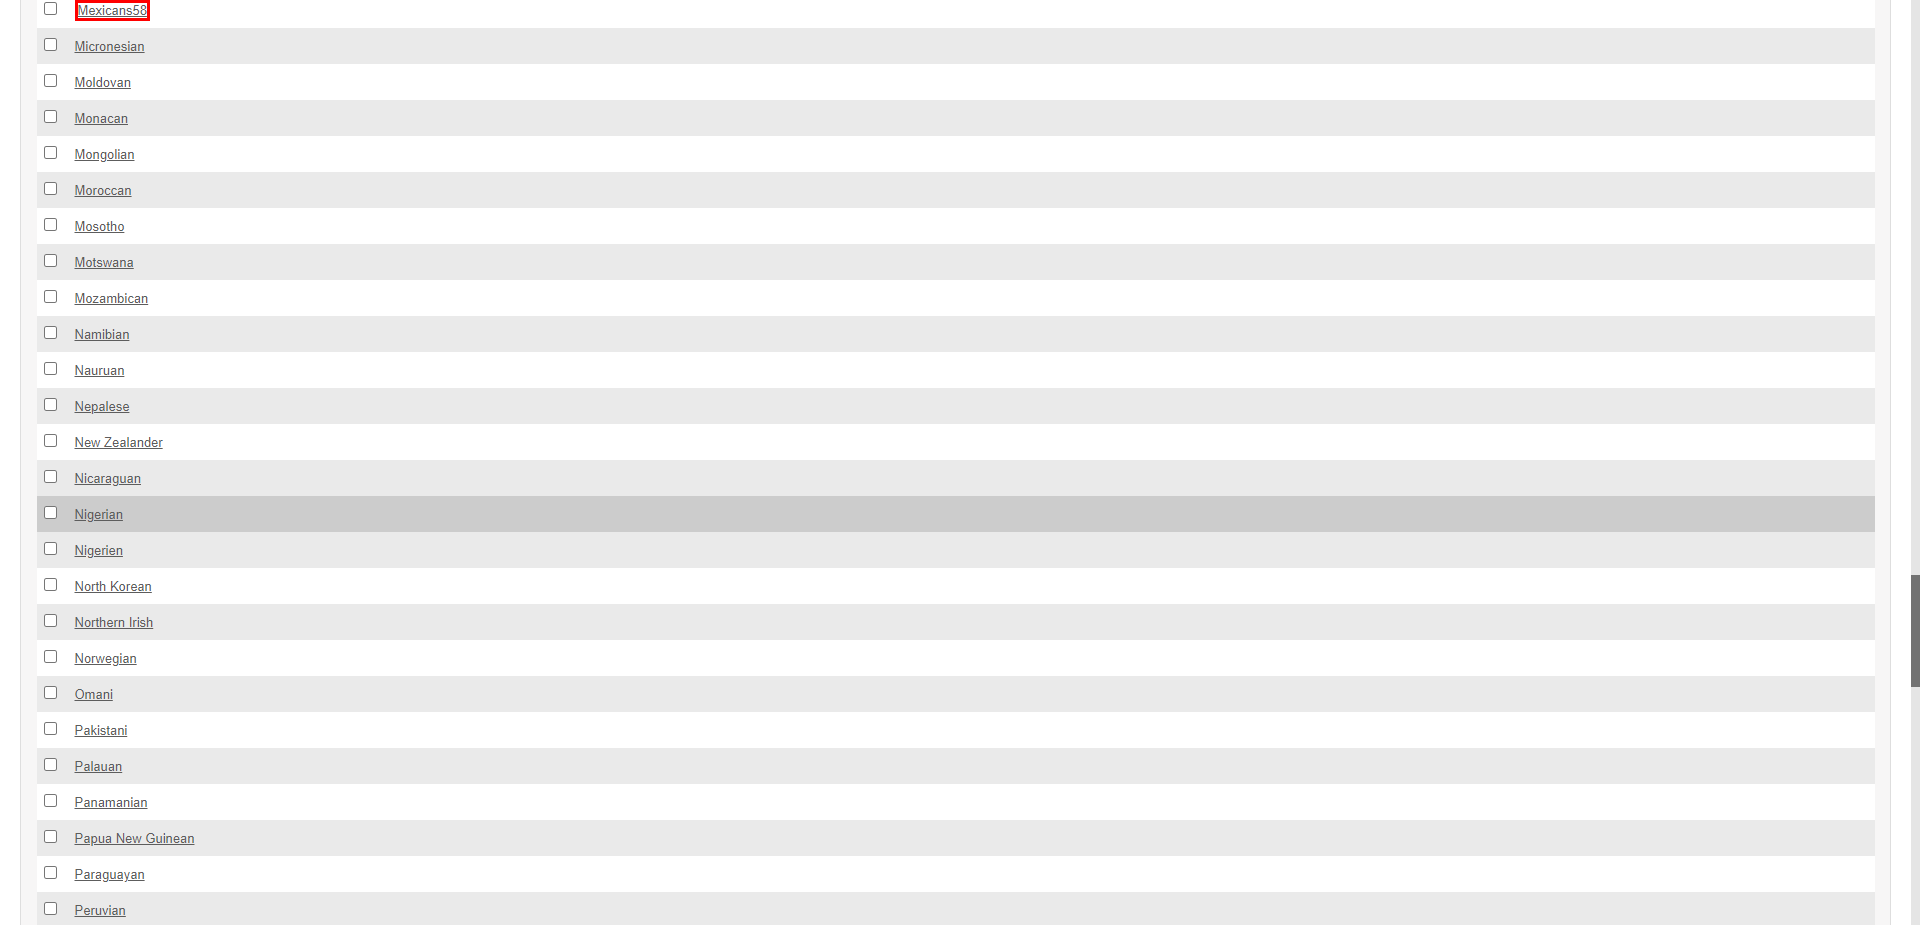 Mexicans58
Micronesian
Moldovan
Monacan
Mongolian
Moroccan
Mosotho
Motswana
Mozambican
Namibian
Nauruan
Nepalese
New Zealander
Nicaraguan
Nigerian
Nigerien
North Korean
Northern Irish
Norwegian
Omani
Pakistani
Palauan
Panamanian
Papua New Guinean
Paraguayan
Peruvian